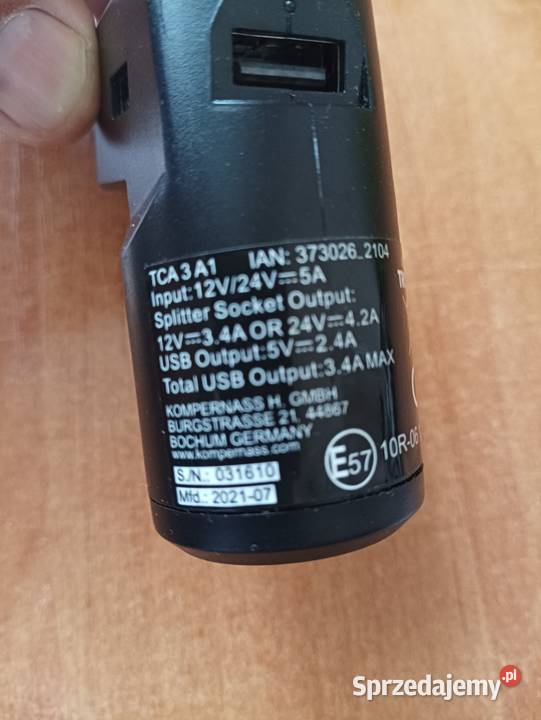 TCA 3 A1 IAN: 373026_2104
Input:12V/24V⎓5A
Splitter Socket Output:
12V⎓3.4A OR 24V⎓4.2A
USB Output:5V⎓2.4A
Total USB Output:3.4A MAX
KOMPERNASS H. GMBH
BURGSTRASSE 21, 44867
BOCHUM GERMANY
www.kompernass.com
S./N.: 031610
Mfd.: 2021-07
E57
10R-06
Sprzedajemy.pl